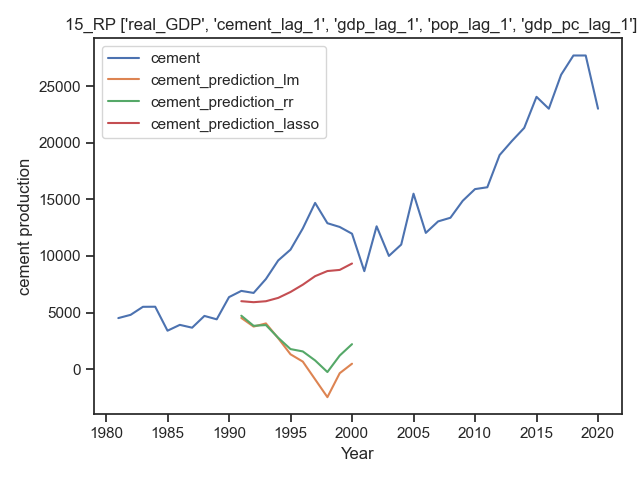 15_RP ['real_GDP', 'cement_lag_1', 'gdp_lag_1', 'pop_lag_1', 'gdp_pc_lag_1']
cement
cement_prediction_lm
cement_prediction_rr
cement_prediction_lasso
25000
20000
15000
10000
5000
0
cement production
1980 1985 1990 1995 2000 2005 2010 2015 2020
Year